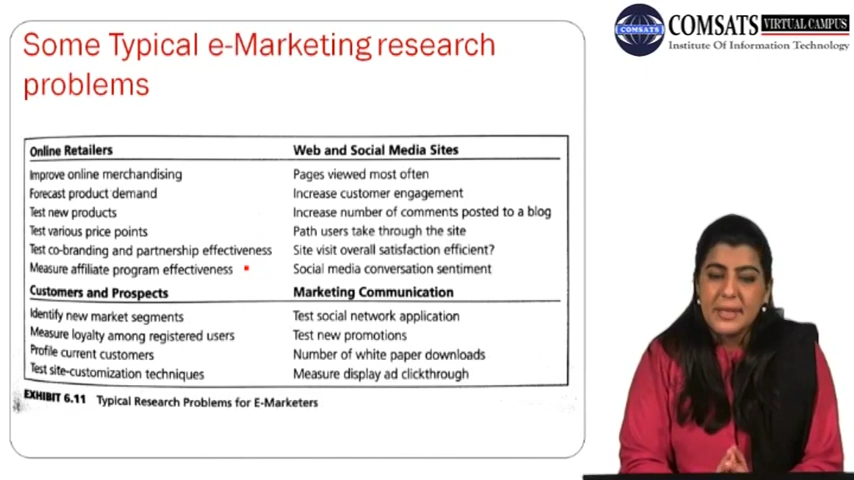 Some Typical e-Marketing research
problems
COMSATS VIRTUAL CAMPUS
COMSATS
Institute Of Information Technology
Online Retailers
Improve online merchandising
Forecast product demand
Test new products
Test various price points
Test co-branding and partnership effectiveness
Measure affiliate program effectiveness
Web and Social Media Sites
Pages viewed most often
Increase customer engagement
Increase number of comments posted to a blog
Path users take through the site
Site visit overall satisfaction efficient?
Social media conversation sentiment
Customers and Prospects
Identify new market segments
Measure loyalty among registered users
Profile current customers
Test site-customization techniques
Marketing Communication
Test social network application
Test new promotions
Number of white paper downloads
Measure display ad clickthrough
EXHIBIT 6.11 Typical Research Problems for E-Marketers